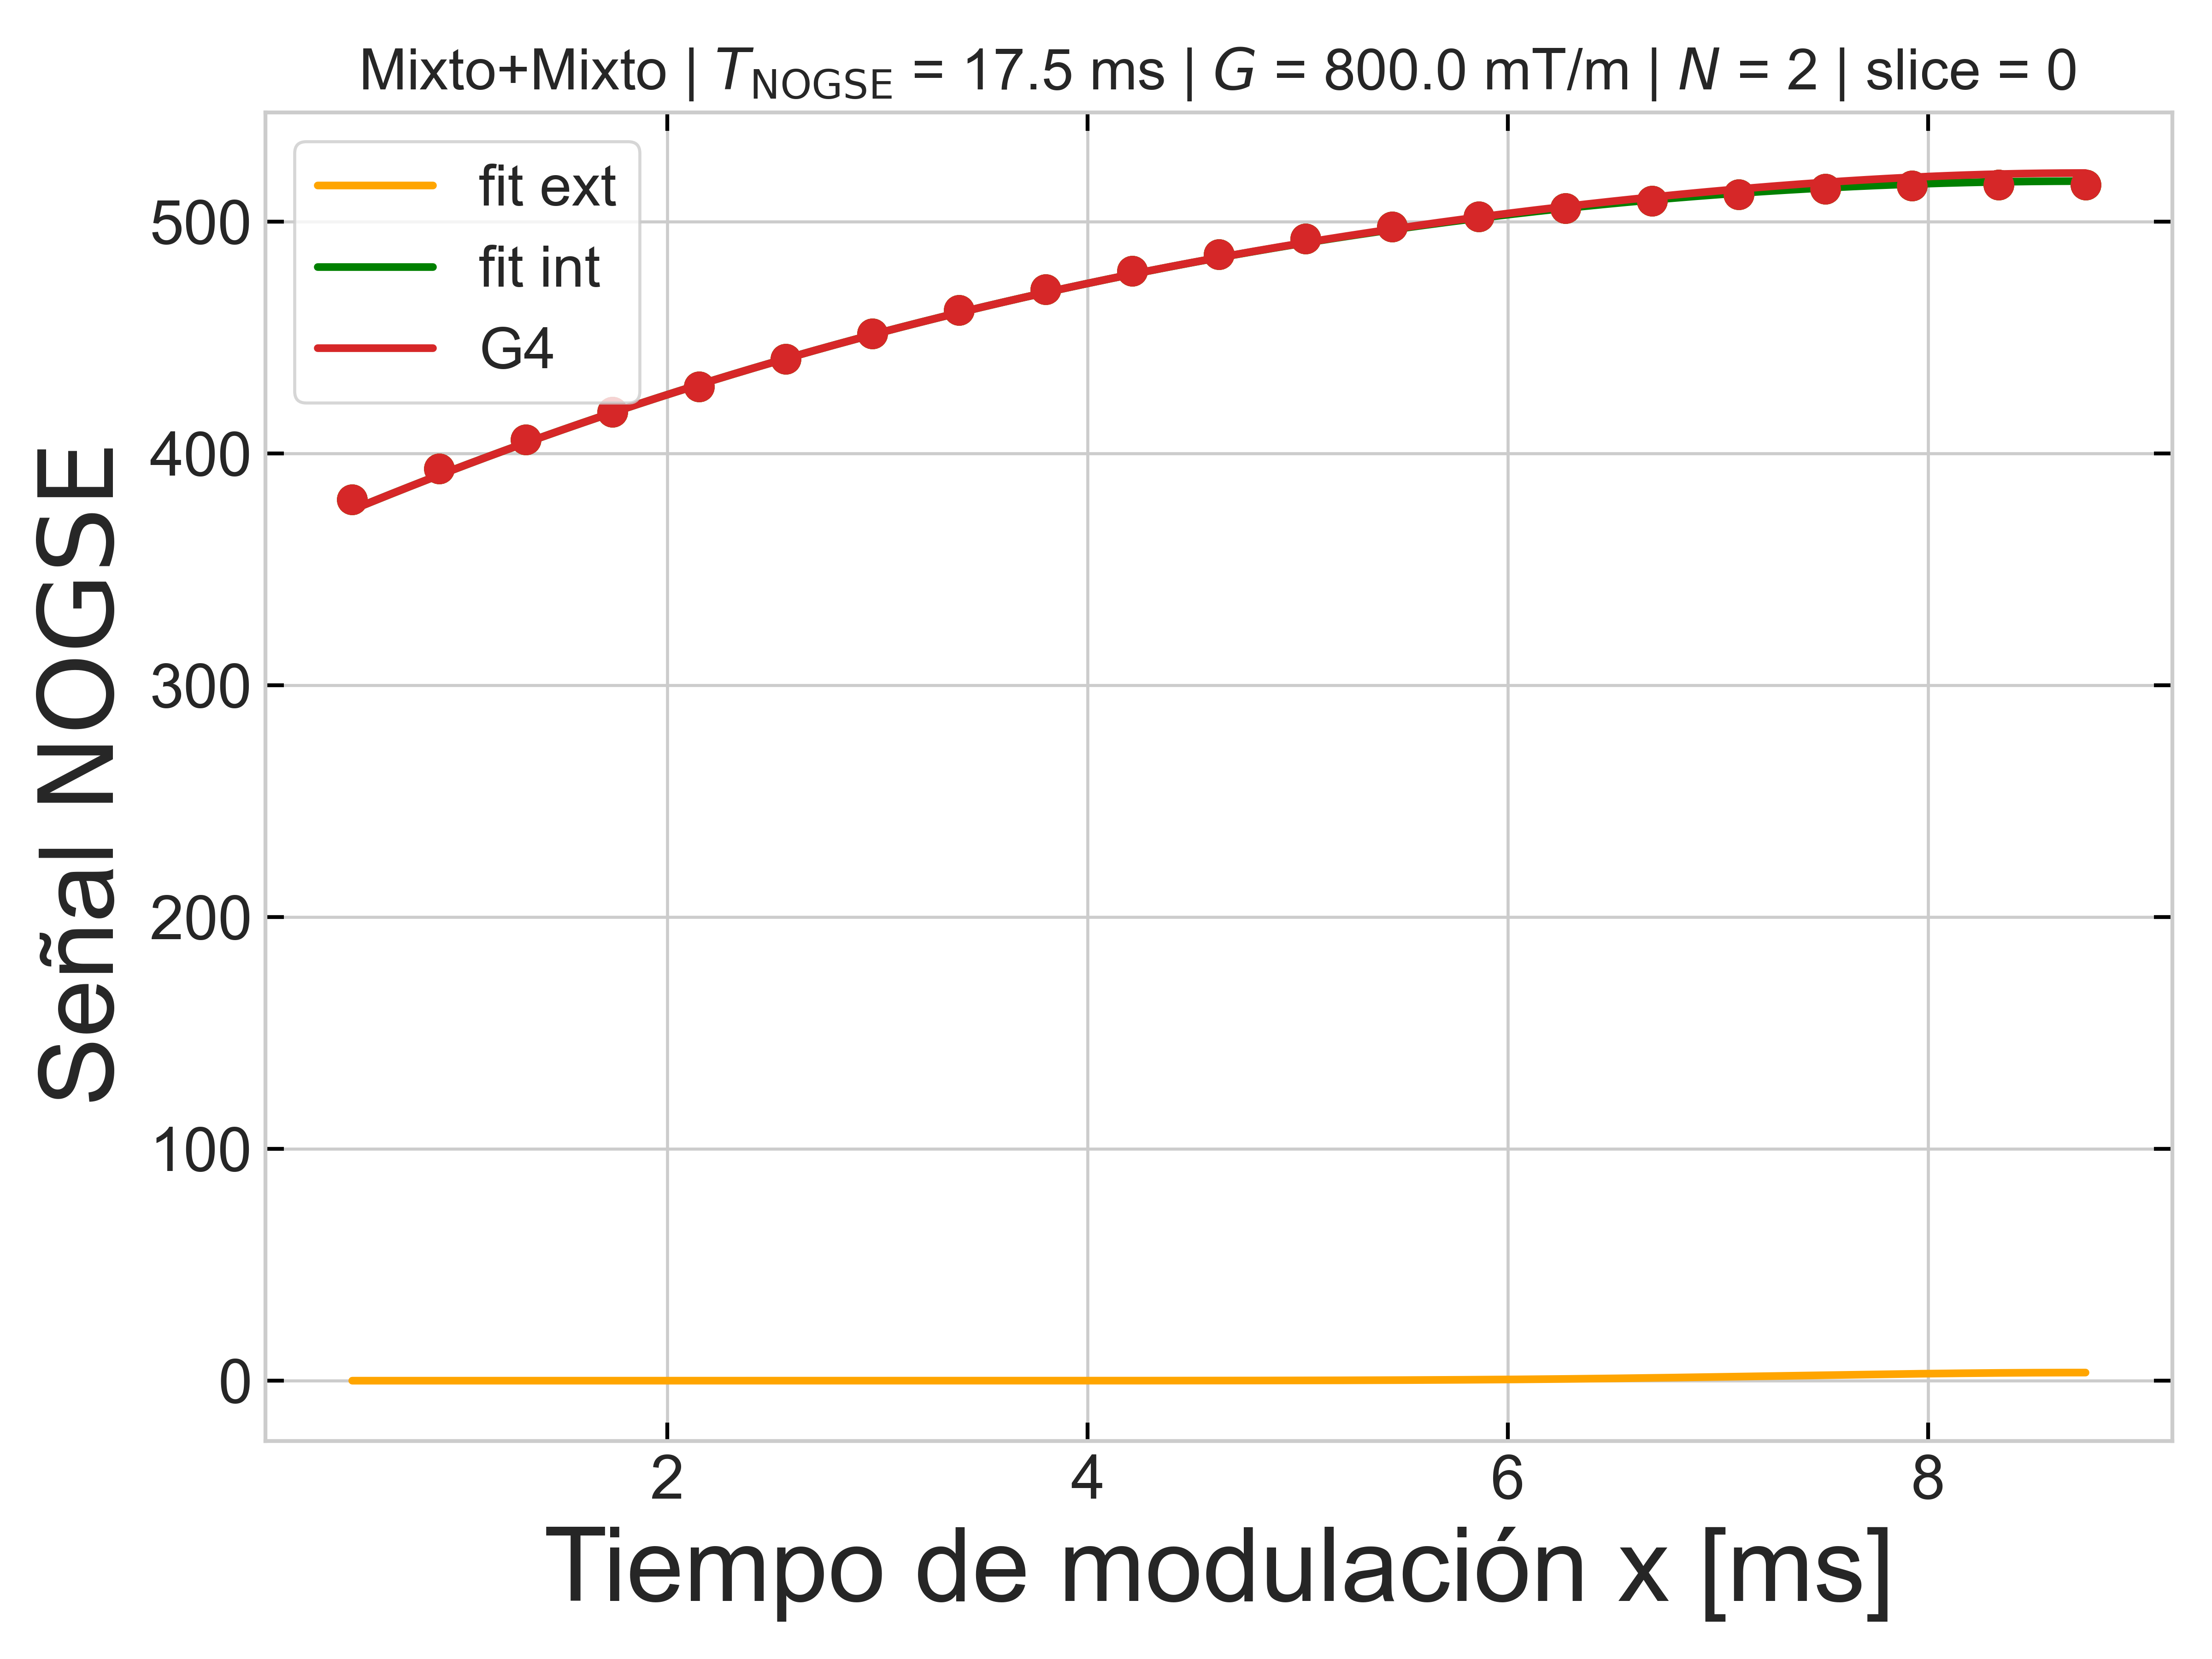 Mixto+Mixto | T_NOGSE = 17.5 ms | G = 800.0 mT/m | N = 2 | slice = 0
fit ext
fit int
G4
Señal NOGSE
500
400
300
200
100
0
2 4 6 8
Tiempo de modulación x [ms]